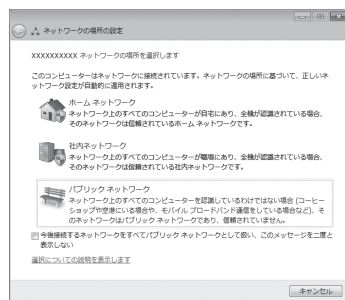 ネットワークの場所の設定
XXXXXXXXXX ネットワークの場所を選択します
このコンピューターはネットワークに接続されています。ネットワークの場所に基づいて、正しいネ
ットワーク設定が自動的に適用されます。
ホーム ネットワーク
ネットワーク上のすべてのコンピューターが自宅にあり、全機が認識されている場合、
そのネットワークは信頼されているホーム ネットワークです。
社内ネットワーク
ネットワーク上のすべてのコンピューターが職場にあり、全機が認識されている場合、
そのネットワークは信頼されている社内ネットワークです。
パブリック ネットワーク
ネットワーク上のすべてのコンピューターを認識しているわけではない場合 (コーヒー
ショップや空港にいる場合や、モバイル ブロードバンド通信をしている場合など)、そ
のネットワークはパブリック ネットワークであり、信頼されていません。
今後接続するネットワークをすべてパブリック ネットワークとして扱い、このメッセージを二度と
表示しない
選択についての説明を表示します
キャンセル